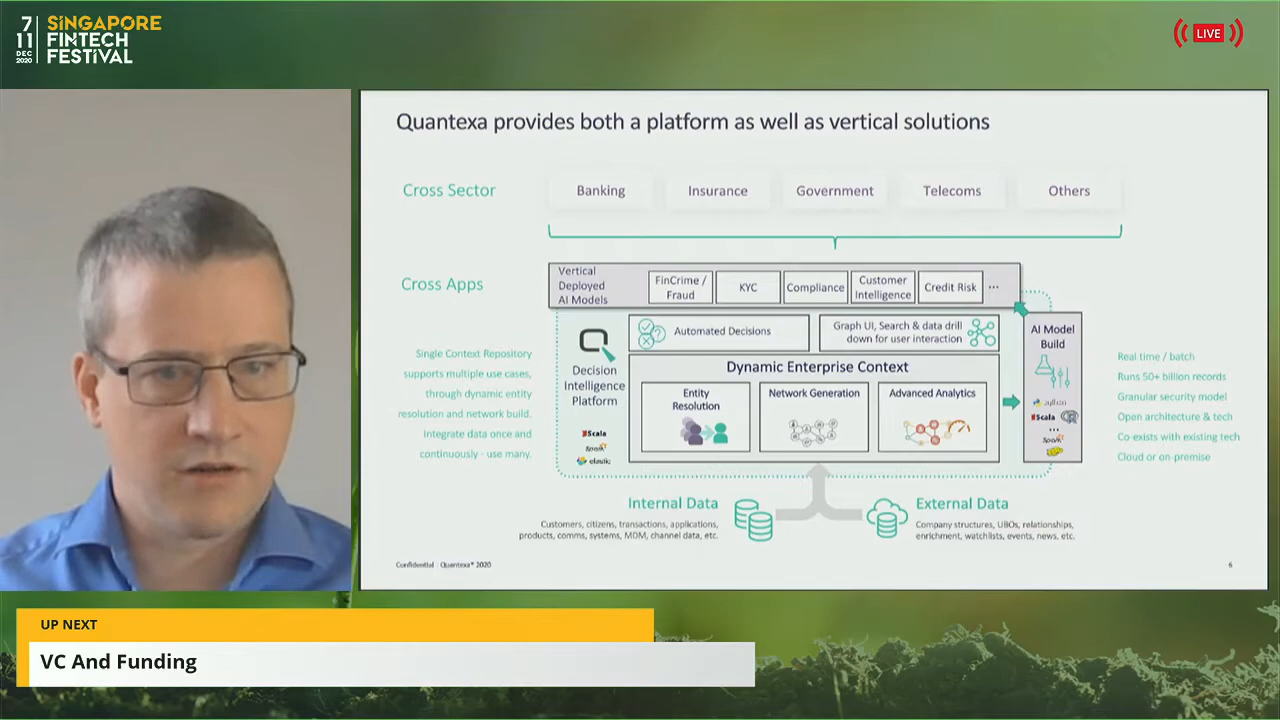 7
11
DEC
2020
SINGAPORE
FINTECH
FESTIVAL
LIVE
Quantexa provides both a platform as well as vertical solutions
Cross Sector
Banking
Insurance
Government
Telecoms
Others
Cross Apps
Vertical
Deployed
AI Models
FinCrime /
Fraud
KYC
Compliance
Customer
Intelligence
Credit Risk
...
Single Context Repository
supports multiple use cases,
through dynamic entity
resolution and network build.
Integrate data once and
continuously - use many.
Decision
Intelligence
Platform
Scala
Spark
elastic
Automated Decisions
Graph UI, Search & data drill
down for user interaction
Dynamic Enterprise Context
Entity
Resolution
Network Generation
Advanced Analytics
AI Model
Build
python
Scala
R
...
Spark
Real time / batch
Runs 50+ billion records
Granular security model
Open architecture & tech
Co-exists with existing tech
Cloud or on-premise
Internal Data
Customers, citizens, transactions, applications,
products, comms, systems, MDM, channel data, etc.
External Data
Company structures, UBOs, relationships,
enrichment, watchlists, events, news, etc.
Confidential Quantexa® 2020
6
UP NEXT
VC And Funding